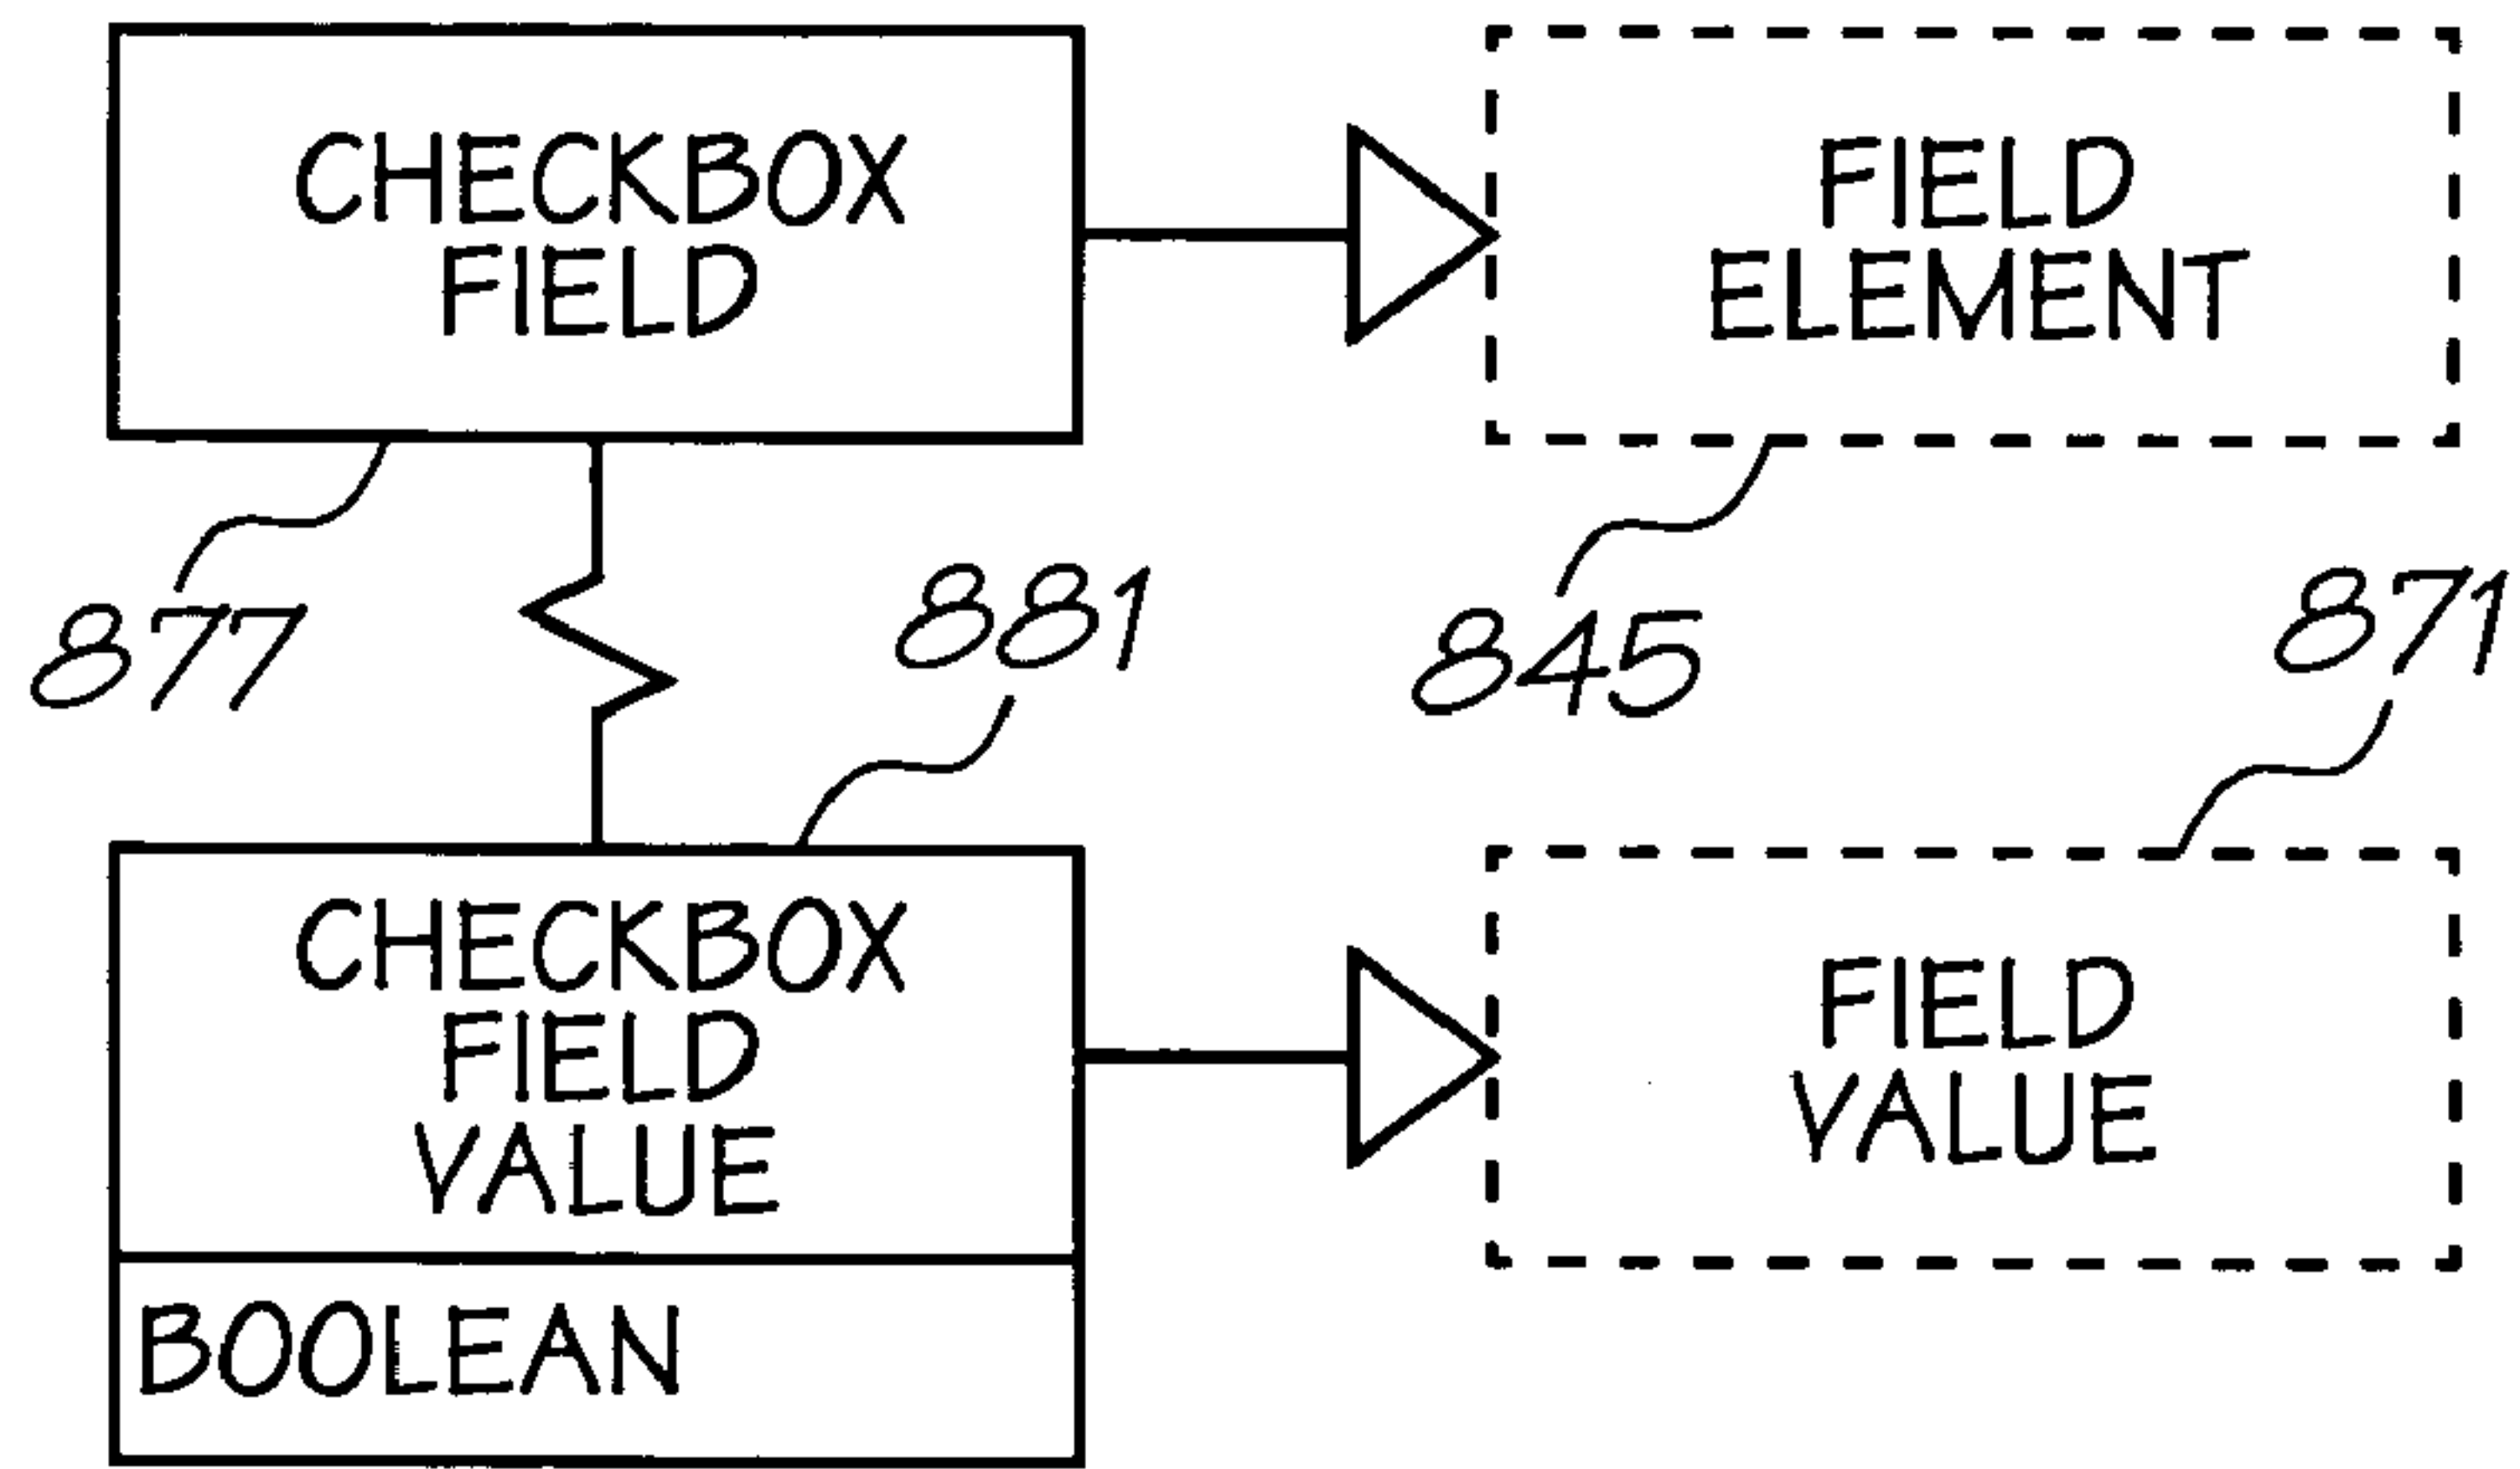 CHECKBOX
FIELD
FIELD
ELEMENT
877
881
845
871
CHECKBOX
FIELD
VALUE
FIELD
VALUE
BOOLEAN